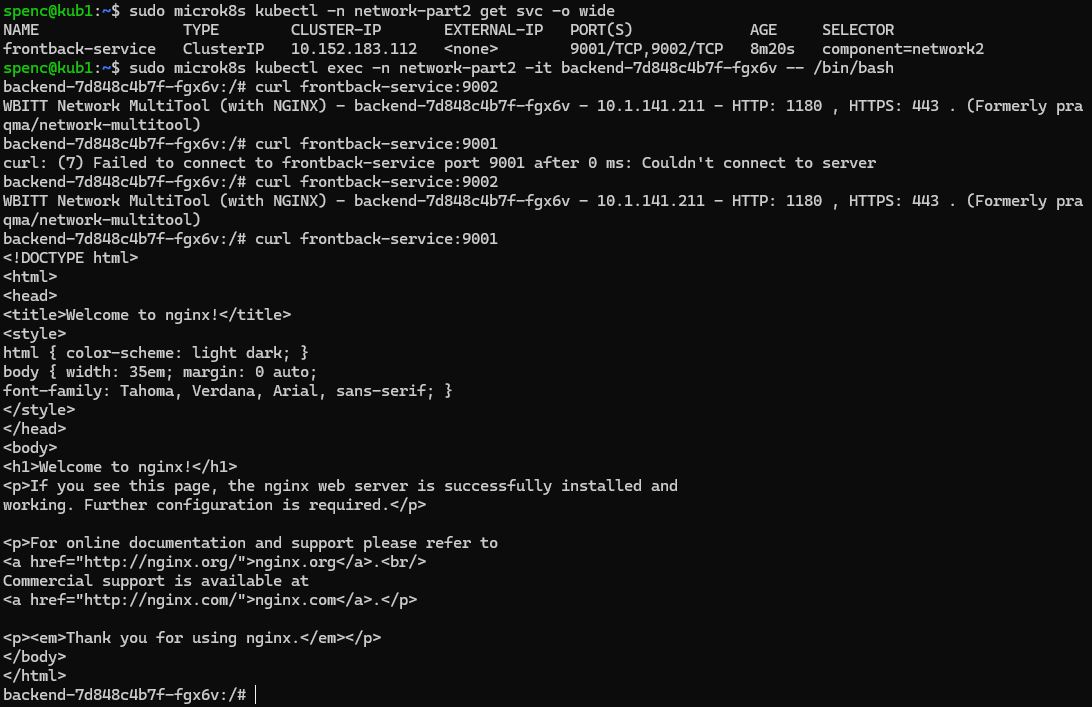 spenc@kub1:~$ sudo microk8s kubectl -n network-part2 get svc -o wide
NAME                TYPE        CLUSTER-IP       EXTERNAL-IP   PORT(S)             AGE     SELECTOR
frontback-service   ClusterIP   10.152.183.112   <none>        9001/TCP,9002/TCP   8m20s   component=network2
spenc@kub1:~$ sudo microk8s kubectl exec -n network-part2 -it backend-7d848c4b7f-fgx6v -- /bin/bash
backend-7d848c4b7f-fgx6v:/# curl frontback-service:9002
WBITT Network MultiTool (with NGINX) - backend-7d848c4b7f-fgx6v - 10.1.141.211 - HTTP: 1180 , HTTPS: 443 . (Formerly pra
qma/network-multitool)
backend-7d848c4b7f-fgx6v:/# curl frontback-service:9001
curl: (7) Failed to connect to frontback-service port 9001 after 0 ms: Couldn't connect to server
backend-7d848c4b7f-fgx6v:/# curl frontback-service:9002
WBITT Network MultiTool (with NGINX) - backend-7d848c4b7f-fgx6v - 10.1.141.211 - HTTP: 1180 , HTTPS: 443 . (Formerly pra
qma/network-multitool)
backend-7d848c4b7f-fgx6v:/# curl frontback-service:9001
<!DOCTYPE html>
<html>
<head>
<title>Welcome to nginx!</title>
<style>
html { color-scheme: light dark; }
body { width: 35em; margin: 0 auto;
font-family: Tahoma, Verdana, Arial, sans-serif; }
</style>
</head>
<body>
<h1>Welcome to nginx!</h1>
<p>If you see this page, the nginx web server is successfully installed and
working. Further configuration is required.</p>

<p>For online documentation and support please refer to
<a href="http://nginx.org/">nginx.org</a>.<br/>
Commercial support is available at
<a href="http://nginx.com/">nginx.com</a>.</p>

<p><em>Thank you for using nginx.</em></p>
</body>
</html>
backend-7d848c4b7f-fgx6v:/#